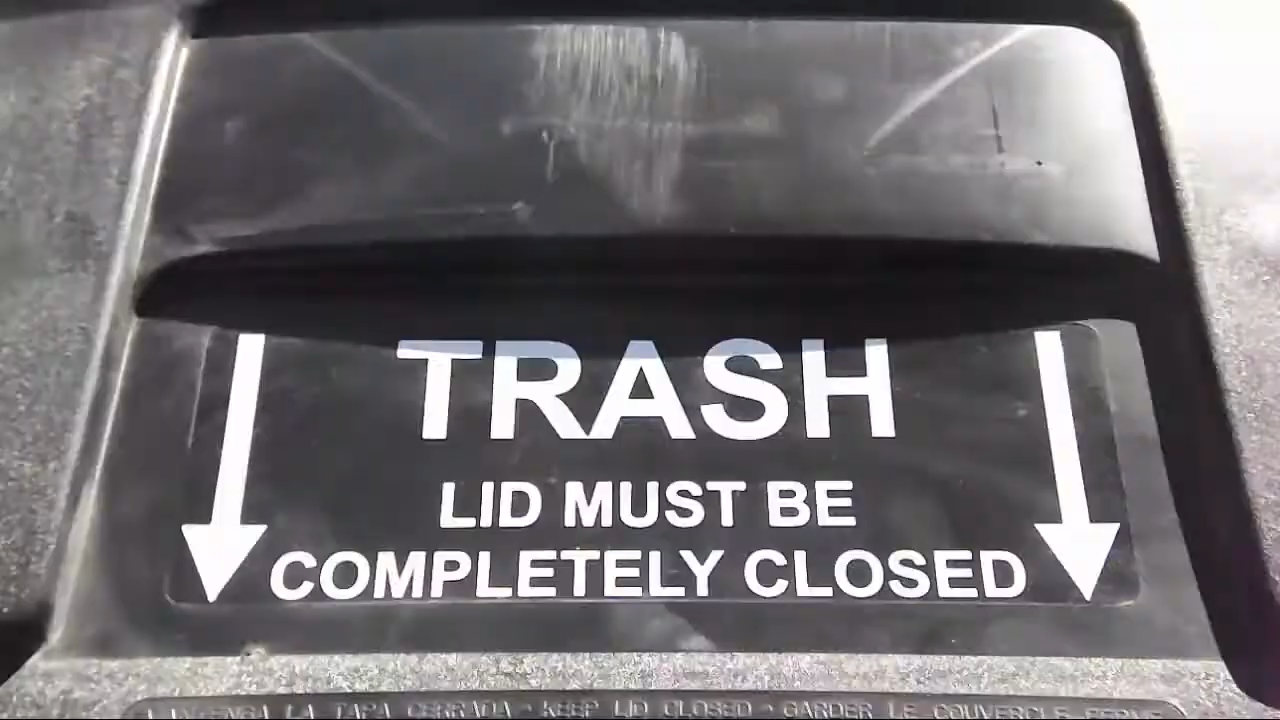 TRASH
LID MUST BE
COMPLETELY CLOSED
LA TAPA CERRADA • KEEP LID CLOSED • GARDER LE COUVERCLE